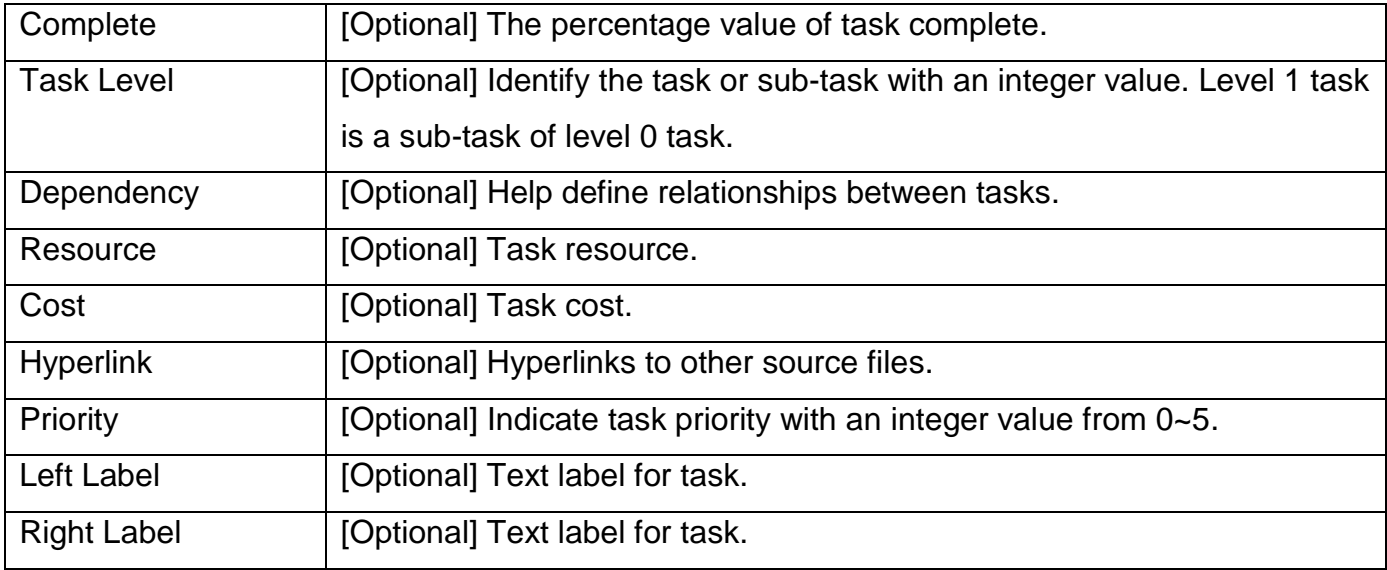 Complete [Optional] The percentage value of task complete.
Task Level [Optional] Identify the task or sub-task with an integer value. Level 1 task
is a sub-task of level 0 task.
Dependency [Optional] Help define relationships between tasks.
Resource [Optional] Task resource.
Cost [Optional] Task cost.
Hyperlink [Optional] Hyperlinks to other source files.
Priority [Optional] Indicate task priority with an integer value from 0~5.
Left Label [Optional] Text label for task.
Right Label [Optional] Text label for task.